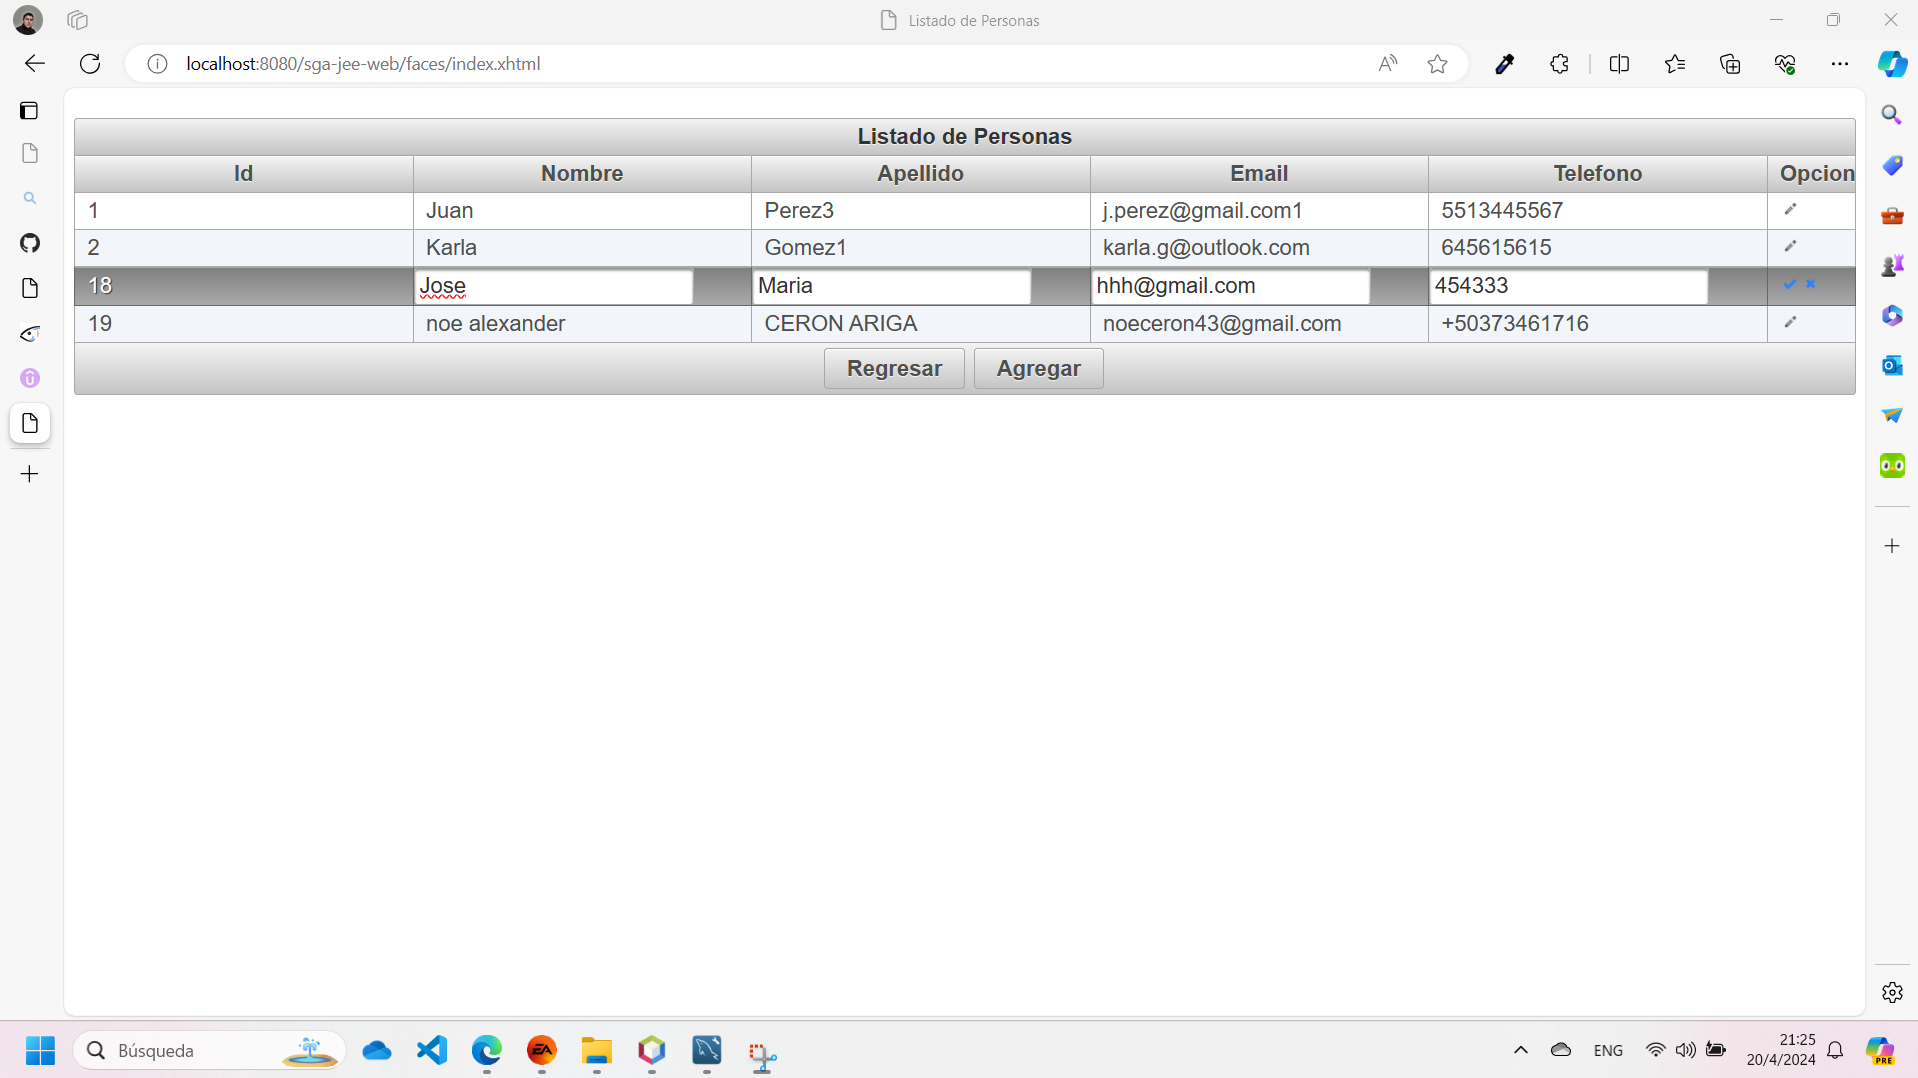 Listado de Personas
localhost:8080/sga-jee-web/faces/index.xhtml
Listado de Personas
Id Nombre Apellido Email Telefono Opcion
1 Juan Perez3 j.perez@gmail.com1 5513445567
2 Karla Gomez1 karla.g@outlook.com 645615615
18 Jose Maria hhh@gmail.com 454333
19 noe alexander CERON ARIGA noeceron43@gmail.com +50373461716
Regresar Agregar
Búsqueda
EA
ENG
21:25
20/4/2024
PRE